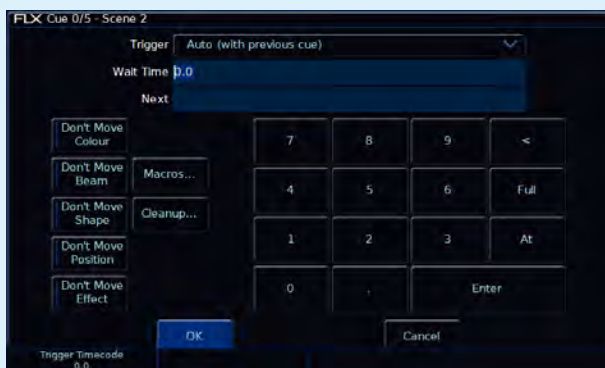 FLX Cue 0/5 - Scene 2
Trigger Auto (with previous cue)
Wait Time 0.0
Next
Don't Move
Colour
Don't Move
Beam
Don't Move
Shape
Don't Move
Position
Don't Move
Effect
Macros...
Cleanup...
7 8 9 <
4 5 6 Full
1 2 3 At
0 . Enter
OK Cancel
Trigger Timecode
0.0